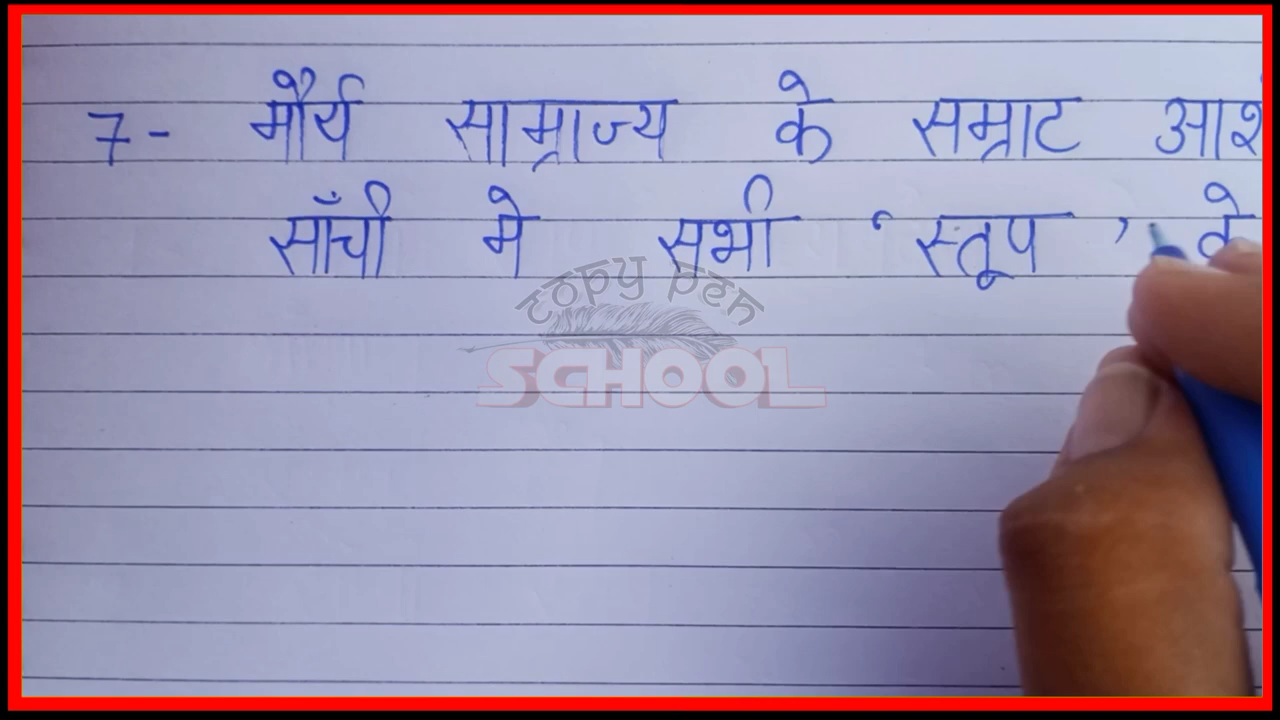 7- मौर्य साम्राज्य के सम्राट
साँची मे सभी ‘स्तूप’ के
copy pen
SCHOOL